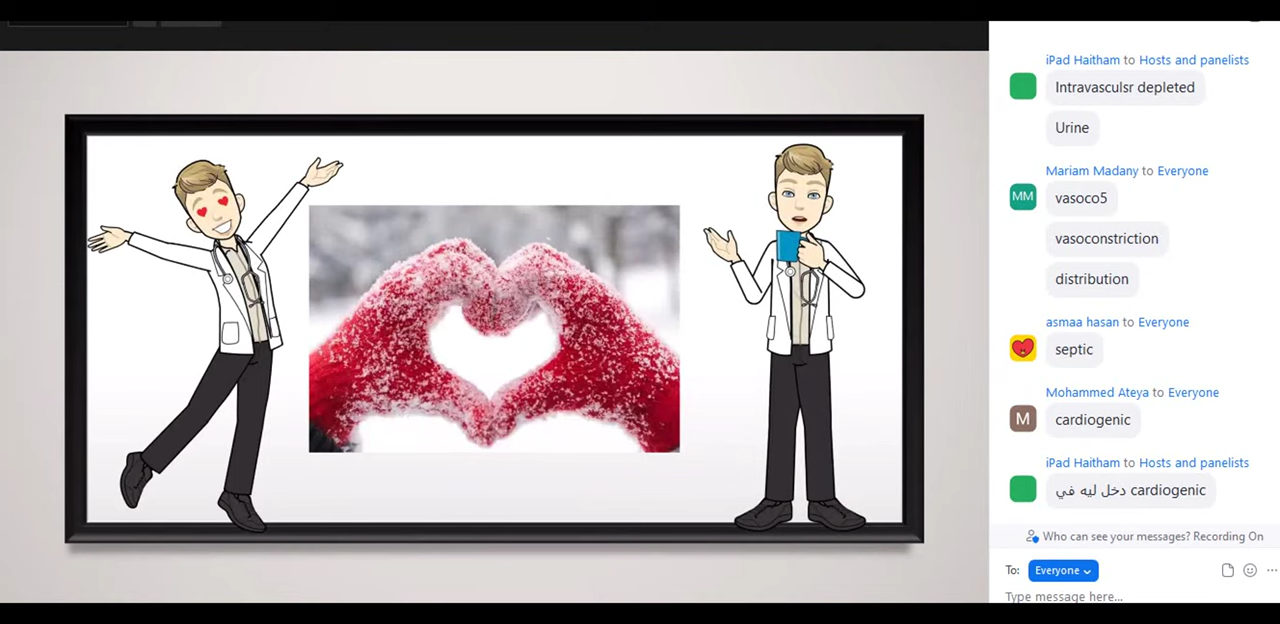 iPad Haitham to Hosts and panelists
Intravasculsr depleted
Urine
Mariam Madany to Everyone
MM
vasoco5
vasoconstriction
distribution
asmaa hasan to Everyone
septic
Mohammed Ateya to Everyone
M
cardiogenic
iPad Haitham to Hosts and panelists
دخل ليه في cardiogenic
Who can see your messages? Recording On
To: Everyone
Type message here...